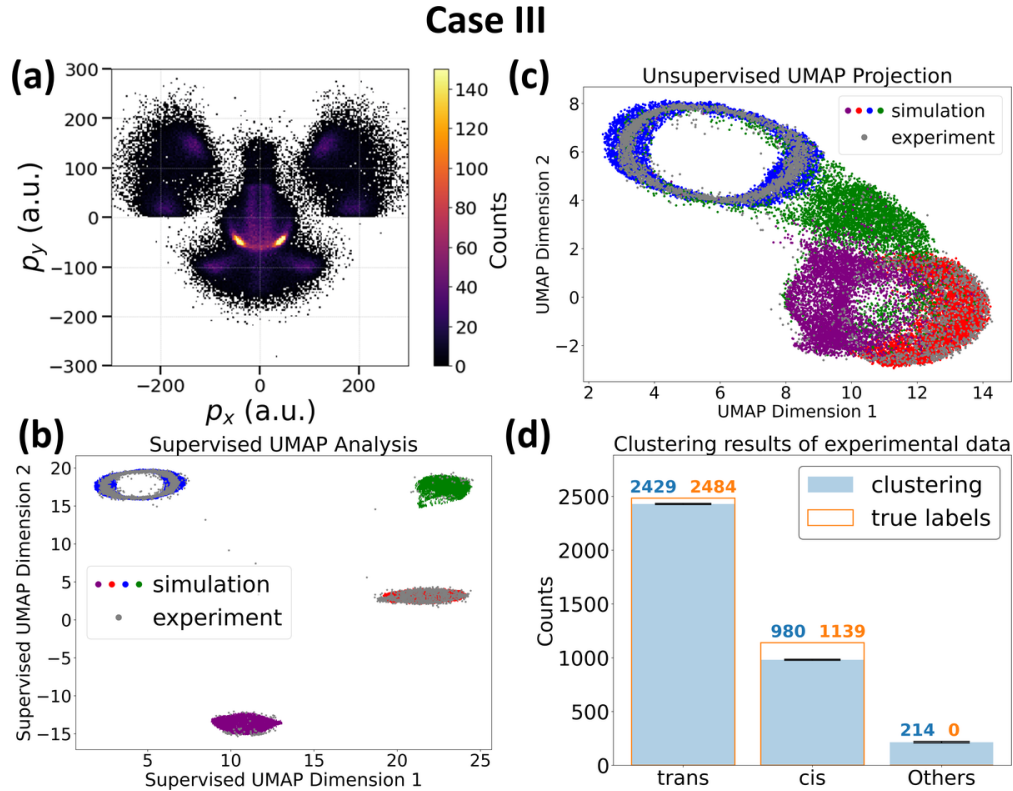 Case III
(a)
300
200
100
0
−100
−200
−300
−200
0
200
p_x (a.u.)
p_y (a.u.)
140
120
100
80
60
40
20
0
Counts
(c)
Unsupervised UMAP Projection
simulation
experiment
8
6
4
2
0
−2
UMAP Dimension 2
2
4
6
8
10
12
14
UMAP Dimension 1
(b)
Supervised UMAP Analysis
20
15
10
5
0
−5
−10
−15
Supervised UMAP Dimension 2
simulation
experiment
5
10
15
20
25
Supervised UMAP Dimension 1
(d)
Clustering results of experimental data
2429 2484
clustering
true labels
980 1139
214 0
2500
2000
1500
1000
500
0
Counts
trans
cis
Others